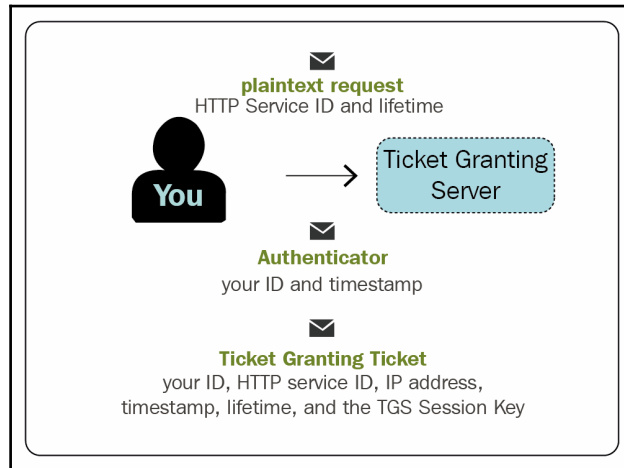 plaintext request
HTTP Service ID and lifetime
You
Ticket Granting
Server
Authenticator
your ID and timestamp
Ticket Granting Ticket
your ID, HTTP service ID, IP address,
timestamp, lifetime, and the TGS Session Key